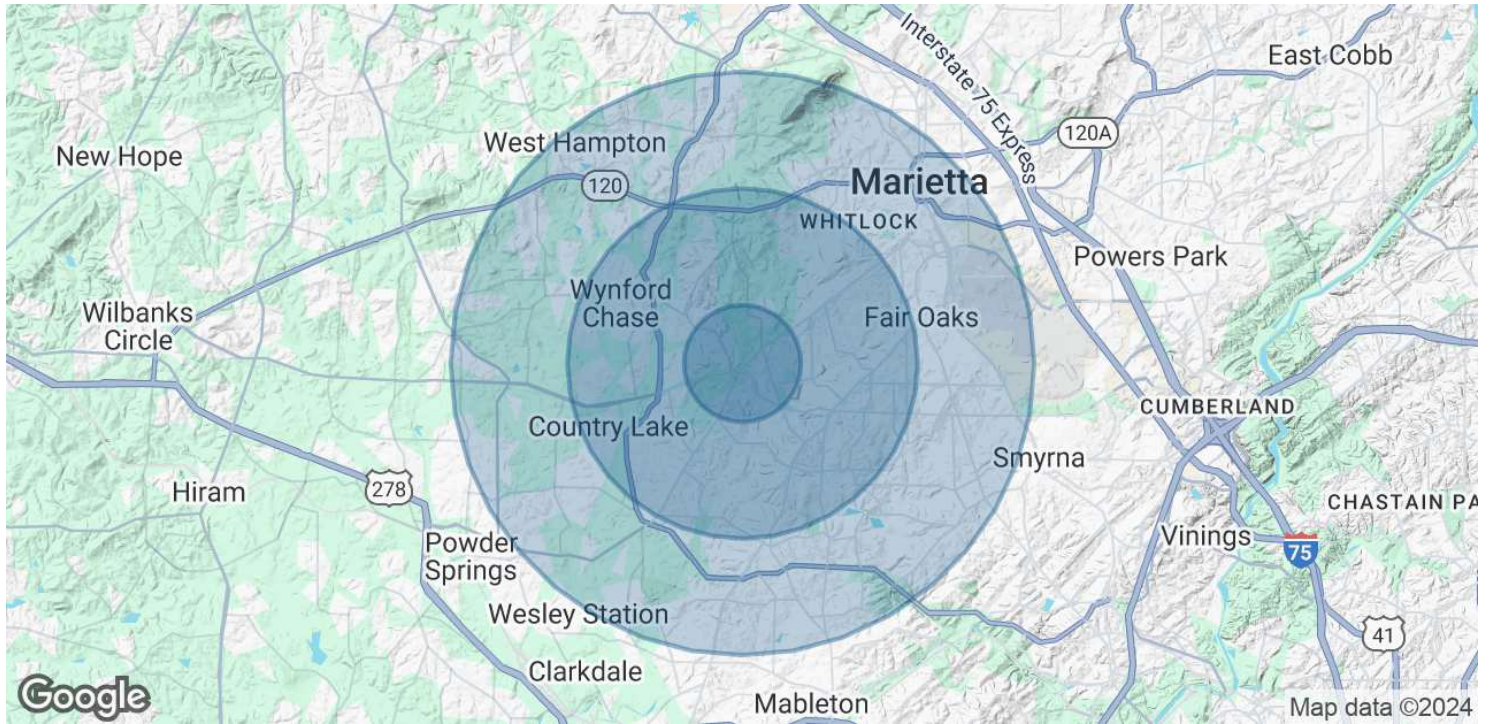 Interstate 75 Express
East Cobb
120A
New Hope
West Hampton
120
Marietta
WHITLOCK
Powers Park
Wynford
Chase
Fair Oaks
Wilbanks
Circle
CUMBERLAND
Country Lake
Smyrna
278
Hiram
CHASTAIN PA
Powder
Springs
Vinings
75
Wesley Station
41
Clarkdale
Mableton
Google
Map data ©2024